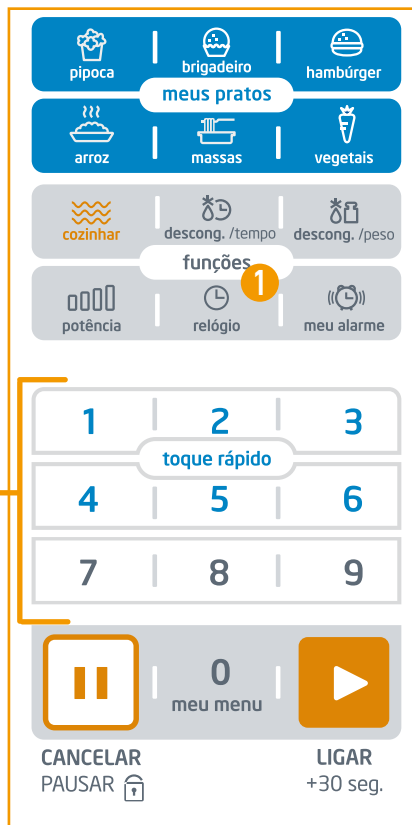 pipoca brigadeiro hambúrger
meus pratos
arroz massas vegetais
cozinhar descong. /tempo descong. /peso
funções
1
potência relógio meu alarme
1 2 3
toque rápido
4 5 6
7 8 9
0
meu menu
CANCELAR LIGAR
PAUSAR +30 seg.